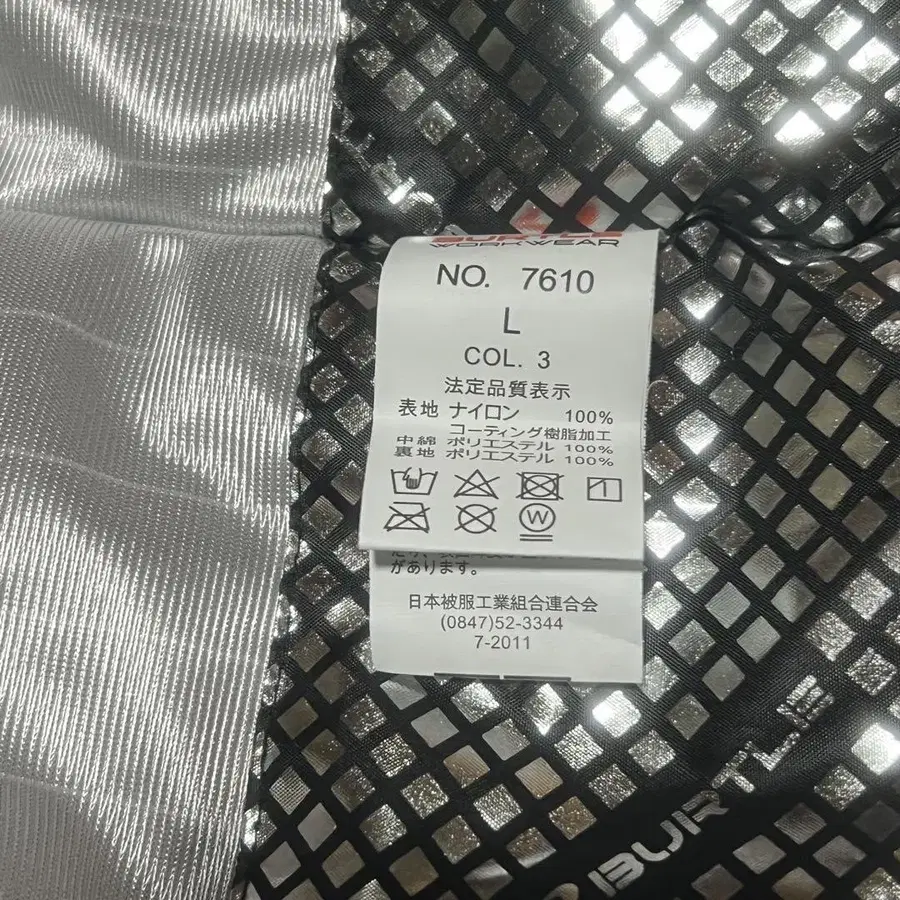 BURTLE
WORKWEAR
NO. 7610
L
COL. 3
法定品質表示
表地 ナイロン 100%
コーティング樹脂加工
中綿 ポリエステル 100%
裏地 ポリエステル 100%
W
があります。
日本被服工業組合連合会
(0847)52-3344
7-2011
BURTLE